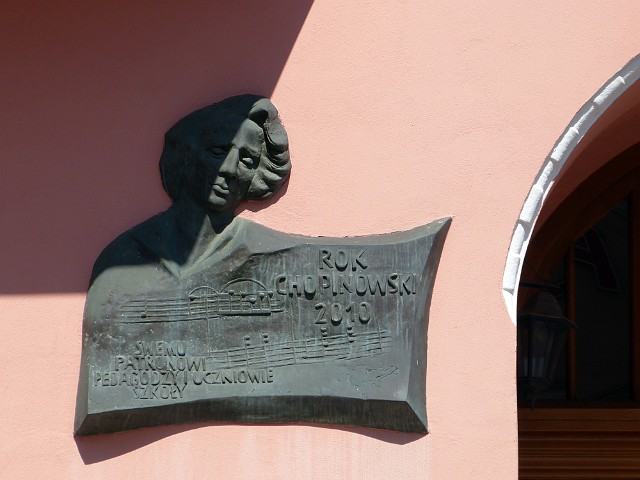 ROK
CHOPINOWSKI
2010
SWEMU
PATRONOWI
PEDAGODZY I UCZNIOWIE
SZKOŁY